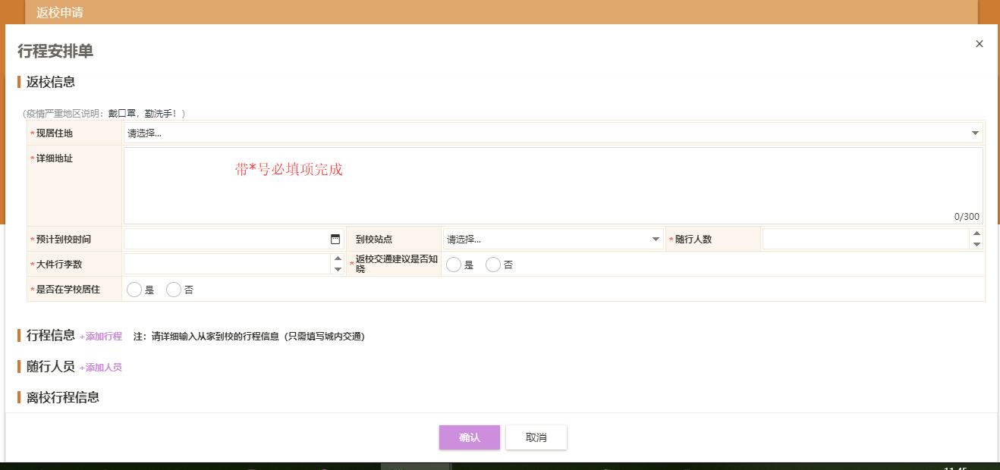 返校申请
行程安排单
×
返校信息
(疫情严重地区说明：戴口罩，勤洗手！)
*现居住地 请选择...
*详细地址
带*号必填项完成
0/300
*预计到校时间 到校站点 请选择... *随行人数
*大件行李数 *返校交通建议是否知晓 是 否
*是否在学校居住 是 否
行程信息 +添加行程 注：请详细输入从家到校的行程信息（只需填写城内交通）
随行人员 +添加人员
离校行程信息
确认 取消